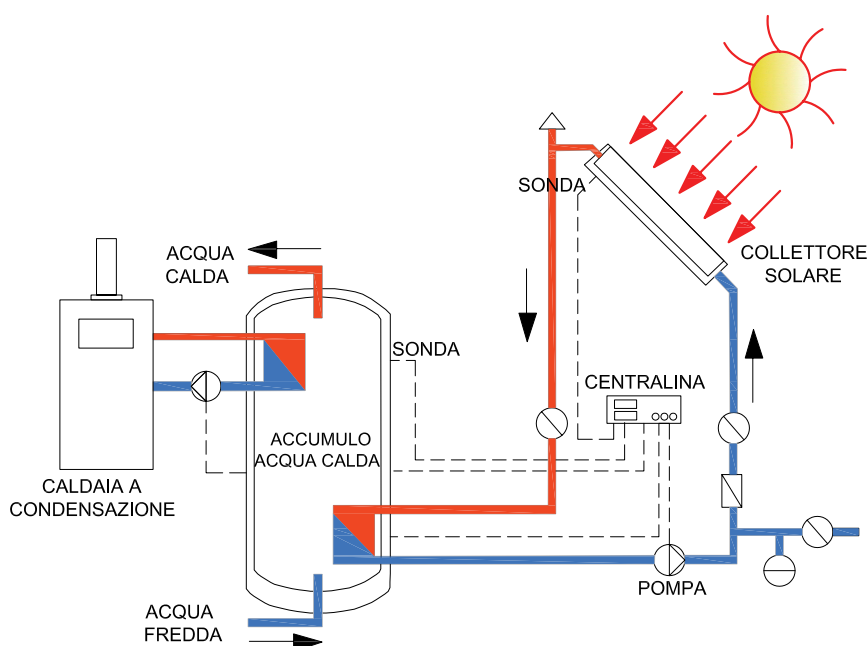 SONDA
COLLETTORE
SOLARE
ACQUA
CALDA
SONDA
CENTRALINA
ACCUMULO
ACQUA CALDA
CALDAIA A
CONDENSAZIONE
POMPA
ACQUA
FREDDA